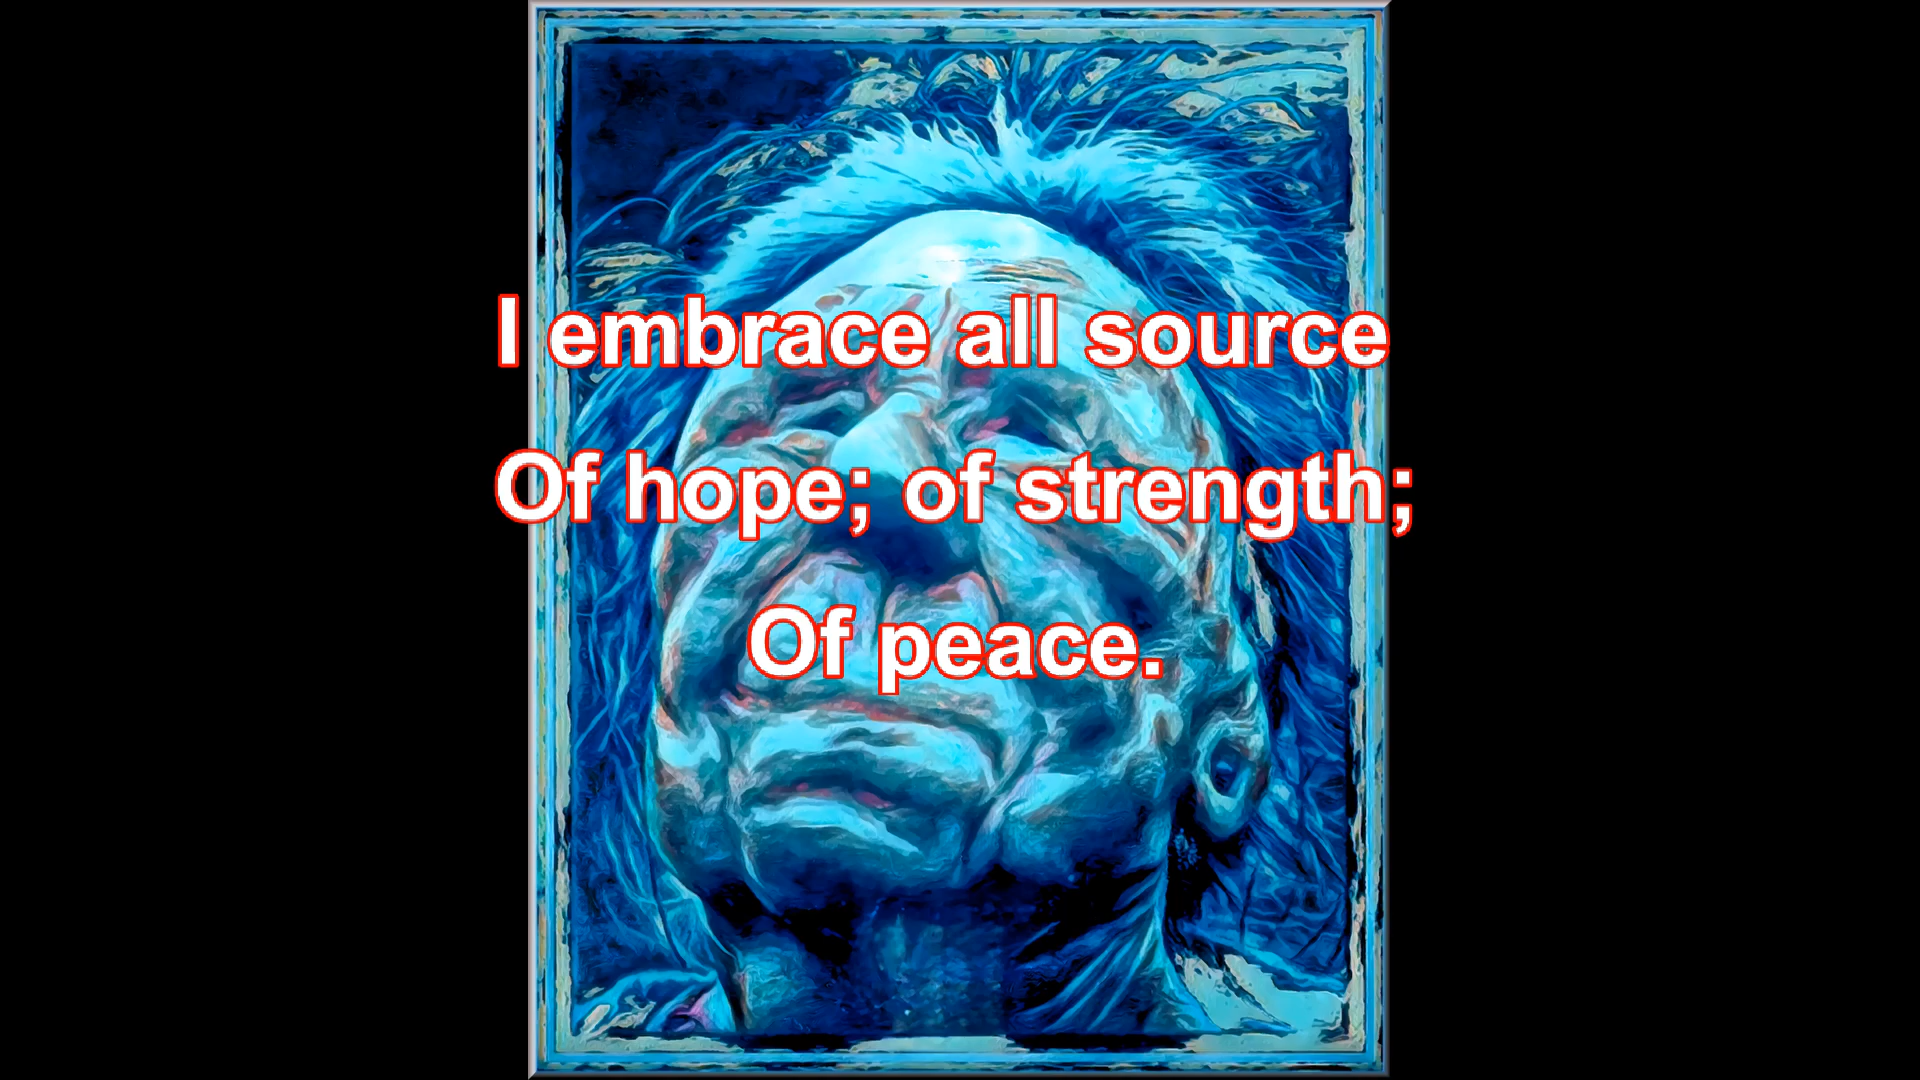 I embrace all source
Of hope; of strength;
Of peace.